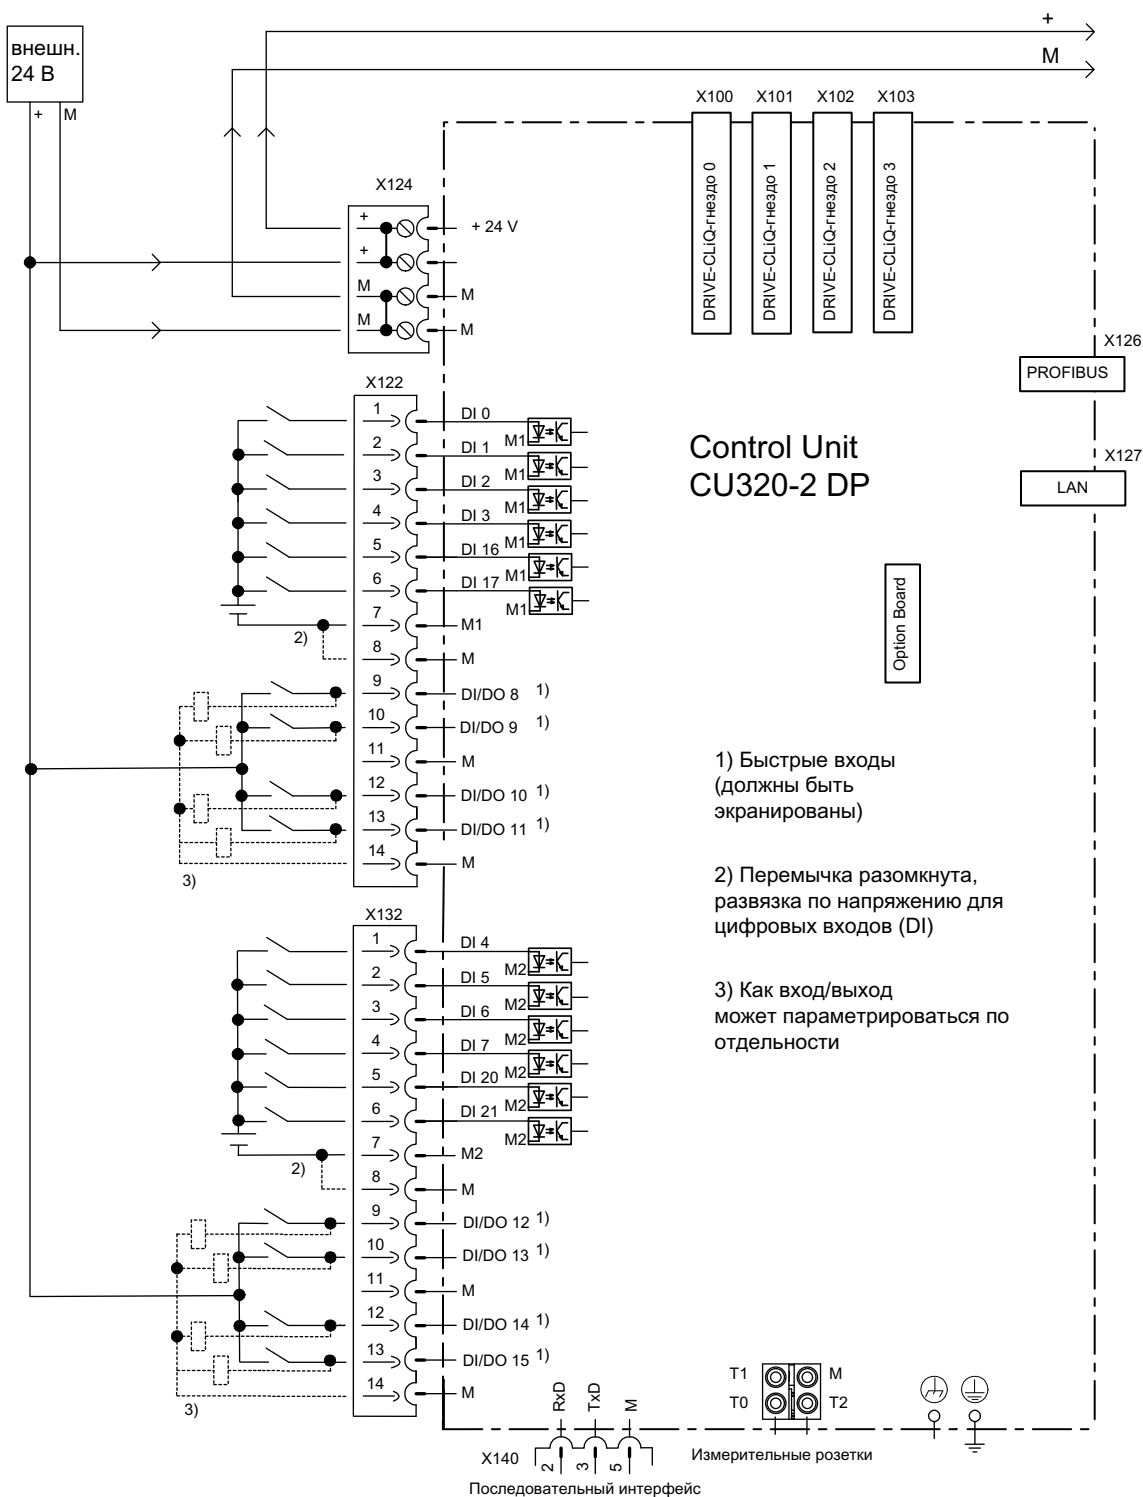 +
M
внешн.
24 В
+
M
X100
X101
X102
X103
DRIVE-CLiQ-гнездо 0
DRIVE-CLiQ-гнездо 1
DRIVE-CLiQ-гнездо 2
DRIVE-CLiQ-гнездо 3
X124
+
+ 24 V
+
M
M
M
M
X126
PROFIBUS
X127
LAN
Control Unit
CU320-2 DP
Option Board
X122
1
DI 0
M1
2
DI 1
M1
3
DI 2
M1
4
DI 3
M1
5
DI 16
M1
6
DI 17
M1
7
M1
2)
8
M
9
DI/DO 8 1)
10
DI/DO 9 1)
11
M
12
DI/DO 10 1)
13
DI/DO 11 1)
14
M
3)
1) Быстрые входы
(должны быть
экранированы)
2) Перемычка разомкнута,
развязка по напряжению для
цифровых входов (DI)
3) Как вход/выход
может параметрироваться по
отдельности
X132
1
DI 4
M2
2
DI 5
M2
3
DI 6
M2
4
DI 7
M2
5
DI 20
M2
6
DI 21
M2
7
M2
2)
8
M
9
DI/DO 12 1)
10
DI/DO 13 1)
11
M
12
DI/DO 14 1)
13
DI/DO 15 1)
14
M
3)
T1
M
T0
T2
Измерительные розетки
RxD
TxD
M
X140
2
3
5
Последовательный интерфейс